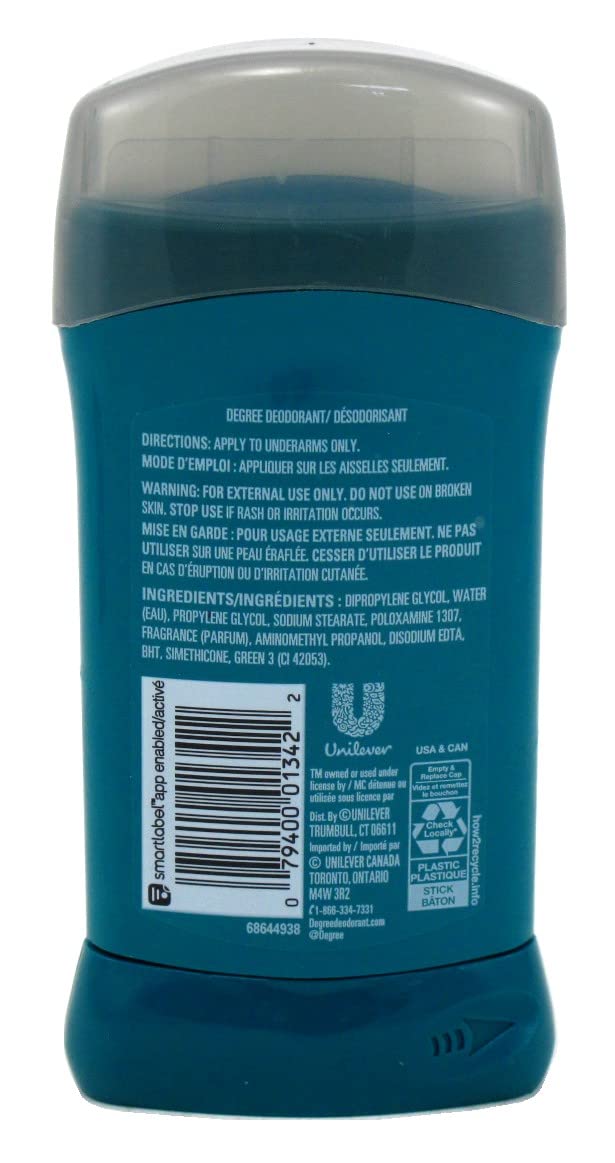 DEGREE DEODORANT/ DÉSODORISANT
DIRECTIONS: APPLY TO UNDERARMS ONLY.
MODE D'EMPLOI : APPLIQUER SUR LES AISSELLES SEULEMENT.
WARNING: FOR EXTERNAL USE ONLY. DO NOT USE ON BROKEN
SKIN. STOP USE IF RASH OR IRRITATION OCCURS.
MISE EN GARDE : POUR USAGE EXTERNE SEULEMENT. NE PAS
UTILISER SUR UNE PEAU ÉRAFLÉE. CESSER D'UTILISER LE PRODUIT
EN CAS D'ÉRUPTION OU D'IRRITATION CUTANÉE.
INGREDIENTS/INGRÉDIENTS : DIPROPYLENE GLYCOL, WATER
(EAU), PROPYLENE GLYCOL, SODIUM STEARATE, POLOXAMINE 1307,
FRAGRANCE (PARFUM), AMINOMETHYL PROPANOL, DISODIUM EDTA,
BHT, SIMETHICONE, GREEN 3 (CI 42053).
smartlabel™ app enabled/activé
0 79400 01342 2
68644938
Unilever
TM owned or used under
license by / MC détenue ou
utilisée sous licence par
Dist. By ©UNILEVER
TRUMBULL, CT 06611
Imported by / Importé par
© UNILEVER CANADA
TORONTO, ONTARIO
M4W 3R2
1-866-334-7331
Degreedeodorant.com
@Degree
USA & CAN
Empty &
Replace Cap
Videz et remettez
le bouchon
Check
Locally*
PLASTIC
PLASTIQUE
STICK
BÂTON
how2recycle.info